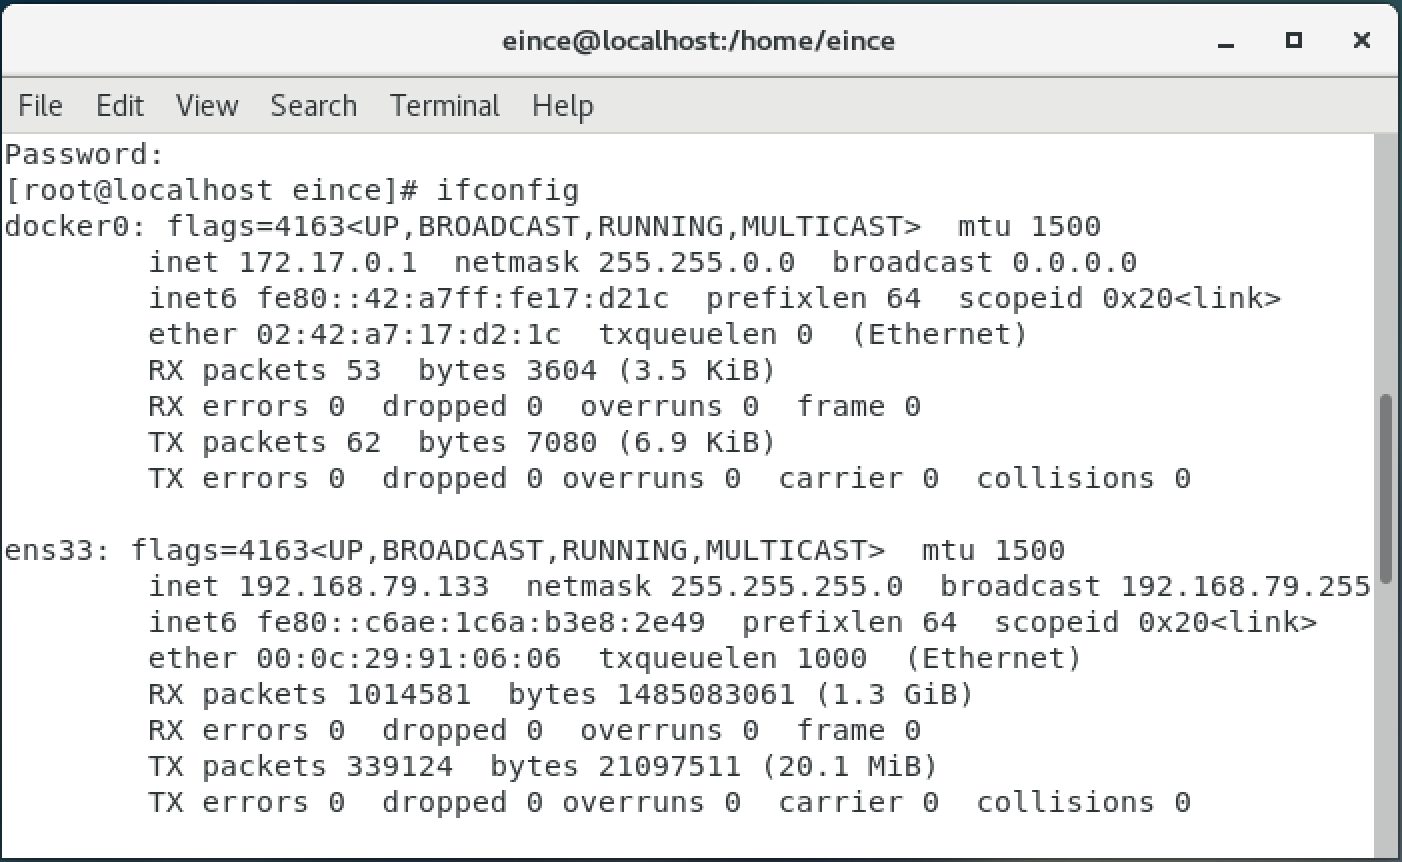 eince@localhost:/home/eince
File Edit View Search Terminal Help
Password:
[root@localhost eince]# ifconfig
docker0: flags=4163<UP,BROADCAST,RUNNING,MULTICAST>  mtu 1500
        inet 172.17.0.1  netmask 255.255.0.0  broadcast 0.0.0.0
        inet6 fe80::42:a7ff:fe17:d21c  prefixlen 64  scopeid 0x20<link>
        ether 02:42:a7:17:d2:1c  txqueuelen 0  (Ethernet)
        RX packets 53  bytes 3604 (3.5 KiB)
        RX errors 0  dropped 0  overruns 0  frame 0
        TX packets 62  bytes 7080 (6.9 KiB)
        TX errors 0  dropped 0 overruns 0  carrier 0  collisions 0

ens33: flags=4163<UP,BROADCAST,RUNNING,MULTICAST>  mtu 1500
        inet 192.168.79.133  netmask 255.255.255.0  broadcast 192.168.79.255
        inet6 fe80::c6ae:1c6a:b3e8:2e49  prefixlen 64  scopeid 0x20<link>
        ether 00:0c:29:91:06:06  txqueuelen 1000  (Ethernet)
        RX packets 1014581  bytes 1485083061 (1.3 GiB)
        RX errors 0  dropped 0  overruns 0  frame 0
        TX packets 339124  bytes 21097511 (20.1 MiB)
        TX errors 0  dropped 0 overruns 0  carrier 0  collisions 0